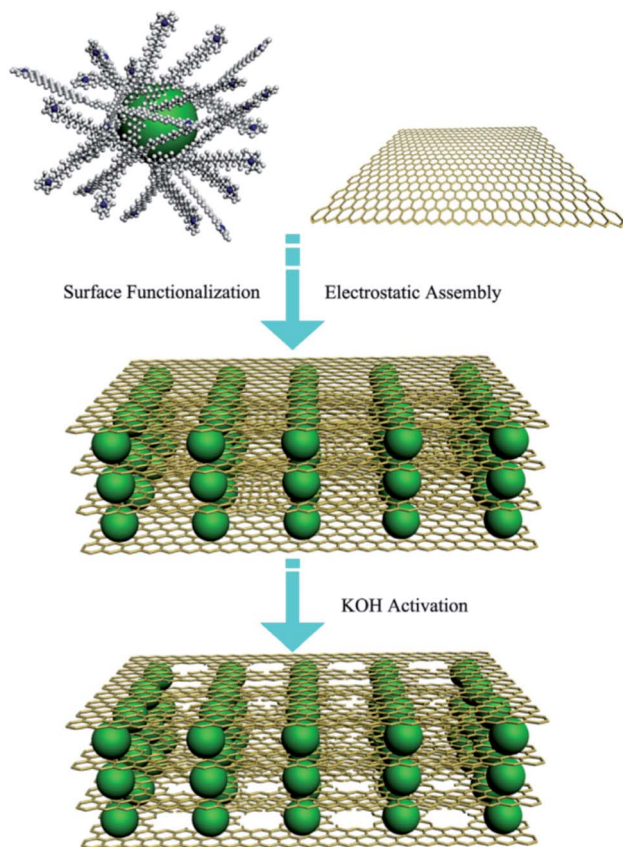 Surface Functionalization
Electrostatic Assembly
KOH Activation